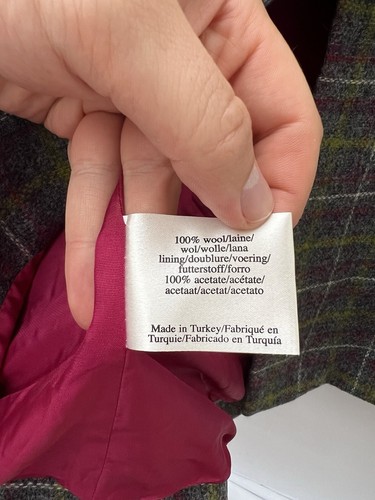 100% wool/laine/
wol/wolle/lana
lining/doublure/voering/
futterstoff/forro
100% acetate/acétate/
acetaat/acetat/acetato
Made in Turkey/Fabriqué en
Turquie/Fabricado en Turquía